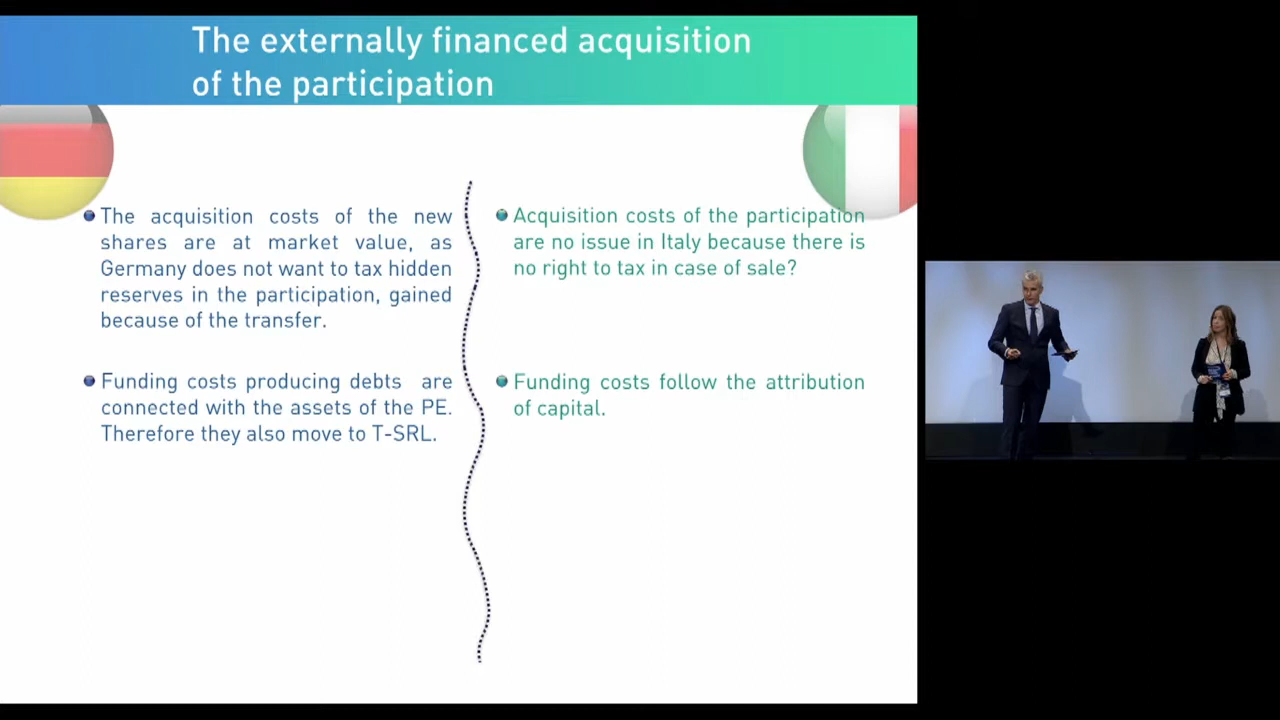 The externally financed acquisition
of the participation
The acquisition costs of the new
shares are at market value, as
Germany does not want to tax hidden
reserves in the participation, gained
because of the transfer.
Funding costs producing debts are
connected with the assets of the PE.
Therefore they also move to T-SRL.
Acquisition costs of the participation
are no issue in Italy because there is
no right to tax in case of sale?
Funding costs follow the attribution
of capital.